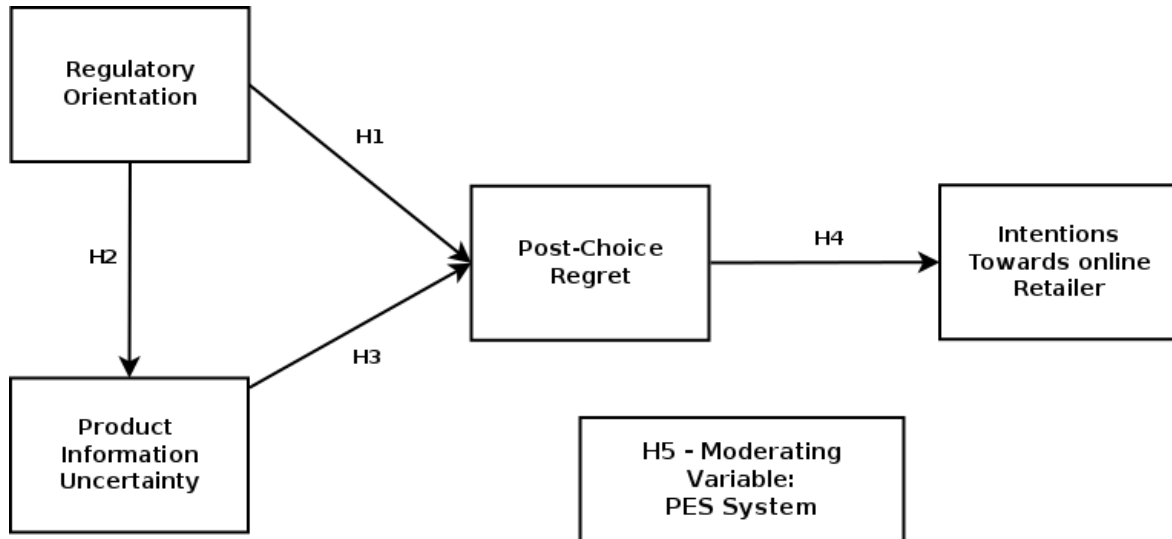 Regulatory
Orientation
H1
H2
Post-Choice
Regret
H4
Intentions
Towards online
Retailer
H3
Product
Information
Uncertainty
H5 - Moderating
Variable:
PES System